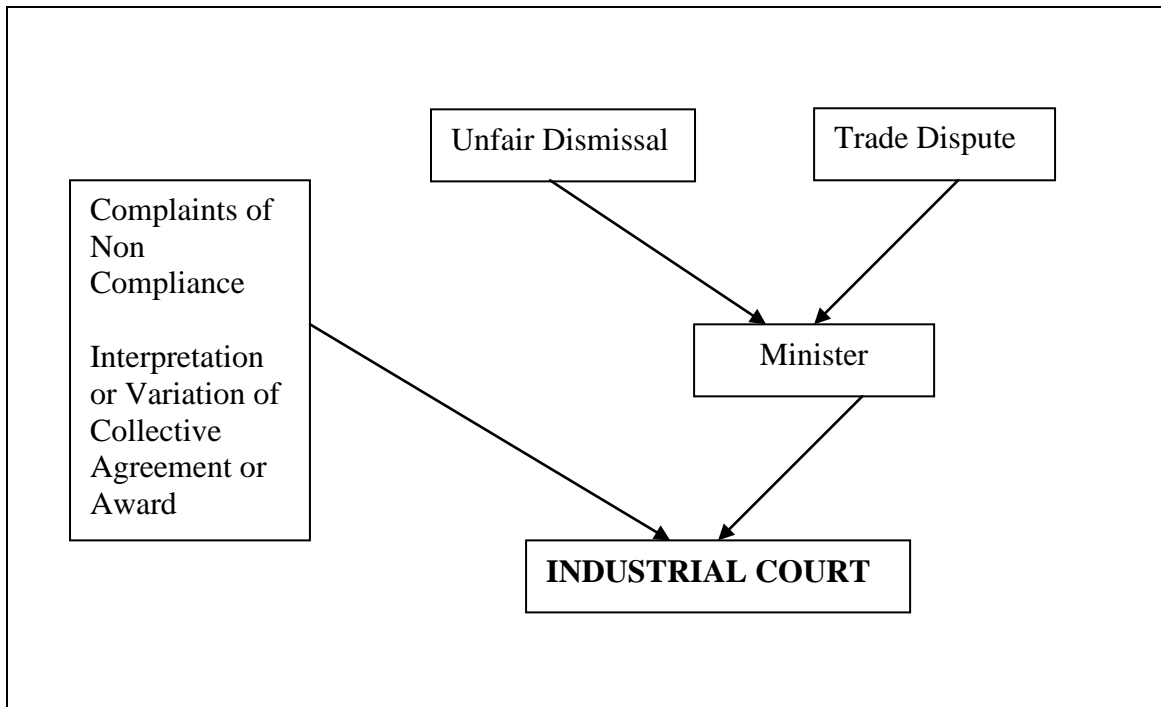 Unfair Dismissal
Trade Dispute
Complaints of
Non
Compliance
Interpretation
or Variation of
Collective
Agreement or
Award
Minister
INDUSTRIAL COURT